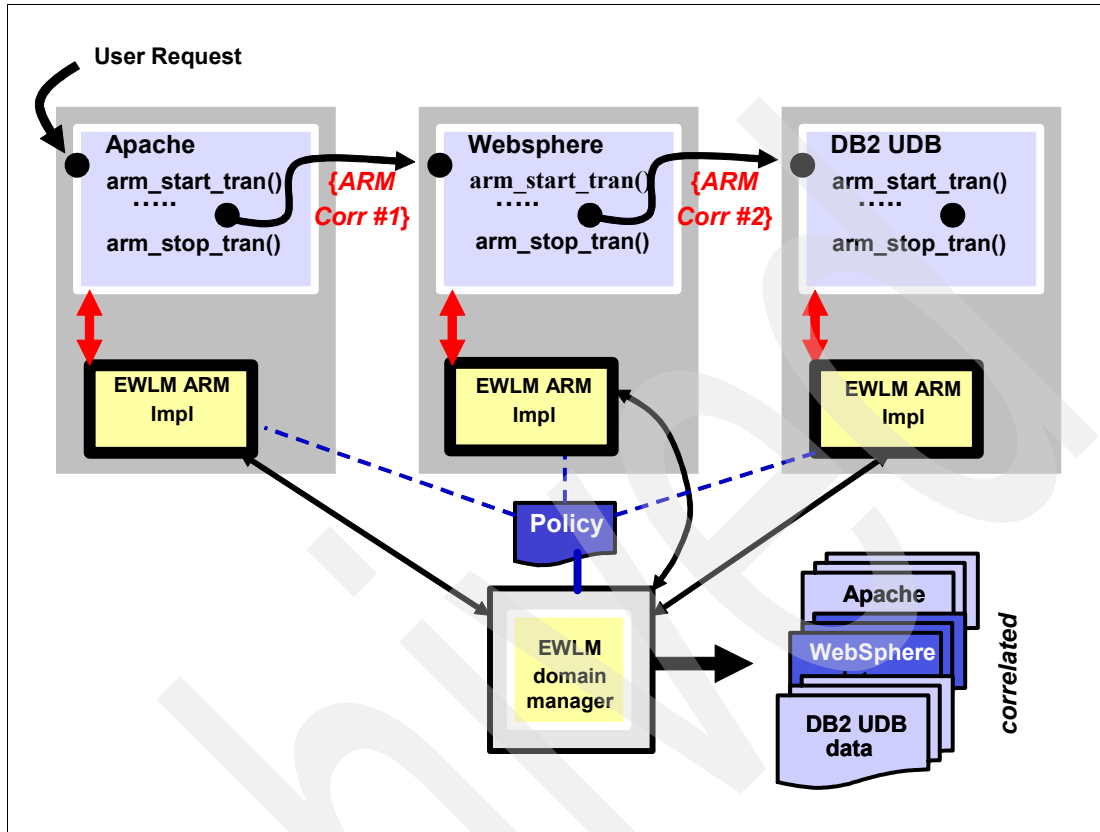 User Request
Apache
arm_start_tran()
.....
arm_stop_tran()
{ARM
Corr #1}
Websphere
arm_start_tran()
.....
arm_stop_tran()
{ARM
Corr #2}
DB2 UDB
arm_start_tran()
.....
arm_stop_tran()
EWLM ARM
Impl
EWLM ARM
Impl
EWLM ARM
Impl
Policy
EWLM
domain
manager
Apache
WebSphere
DB2 UDB
data
correlated